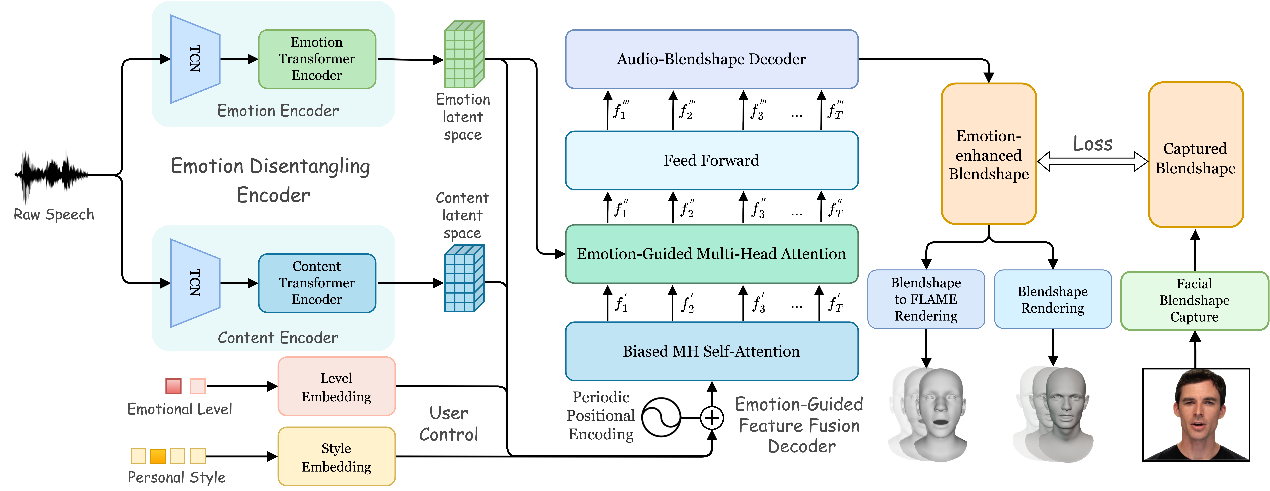 TCN
Emotion
Transformer
Encoder
Emotion Encoder
Emotion
latent
space
Emotion Disentangling
Encoder
Raw Speech
Content
latent
space
TCN
Content
Transformer
Encoder
Content Encoder
Emotional Level
Level
Embedding
User
Control
Personal Style
Style
Embedding
Audio-Blendshape Decoder
f_1''' f_2''' f_3''' ... f_T'''
Feed Forward
f_1'' f_2'' f_3'' ... f_T''
Emotion-Guided Multi-Head Attention
f_1' f_2' f_3' ... f_T'
Biased MH Self-Attention
Periodic
Positional
Encoding
Emotion-Guided
Feature Fusion
Decoder
Emotion-
enhanced
Blendshape
Loss
Captured
Blendshape
Blendshape
to FLAME
Rendering
Blendshape
Rendering
Facial
Blendshape
Capture